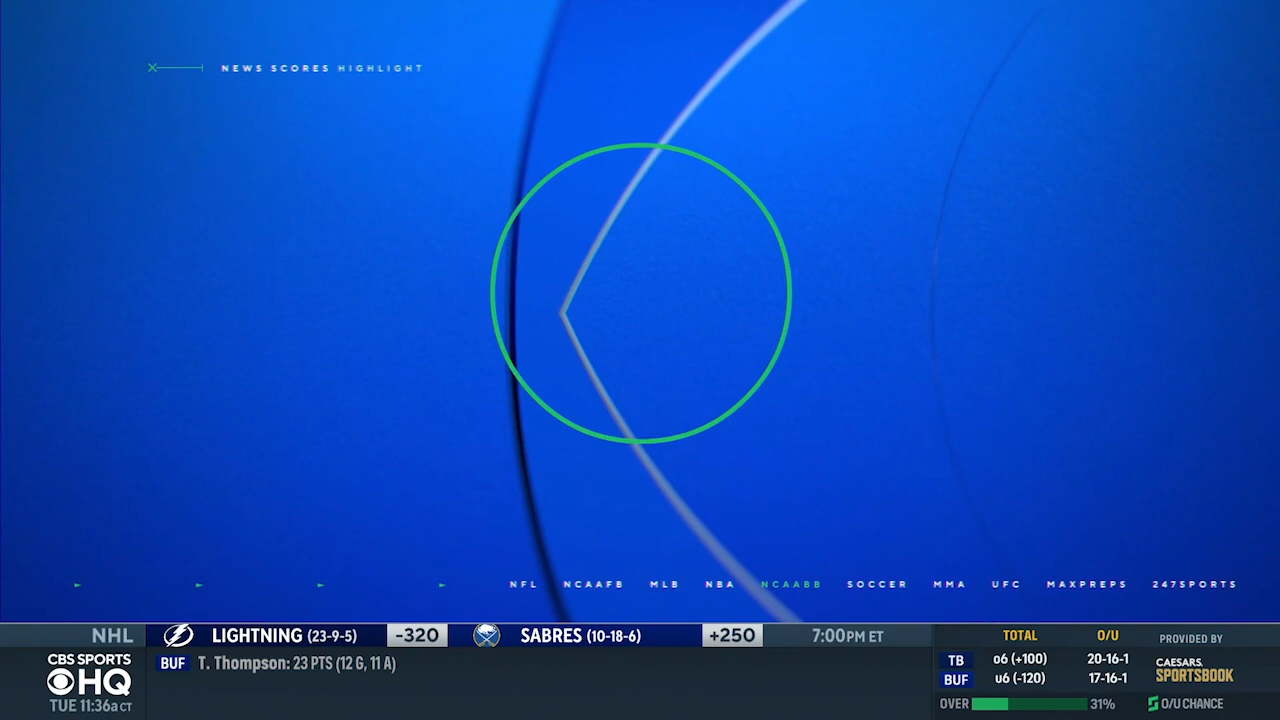 NEWS SCORES HIGHLIGHT
NFL NCAAFB MLB NBA NCAABB SOCCER MMA UFC MAXPREPS 247SPORTS
NHL LIGHTNING (23-9-5) -320 SABRES (10-18-6) +250 7:00PM ET
TOTAL O/U PROVIDED BY
CBS SPORTS HQ
TUE 11:36a CT
BUF T. Thompson: 23 PTS (12 G, 11 A)
TB o6 (+100) 20-16-1
BUF u6 (-120) 17-16-1
CAESARS SPORTSBOOK
OVER 31% O/U CHANCE